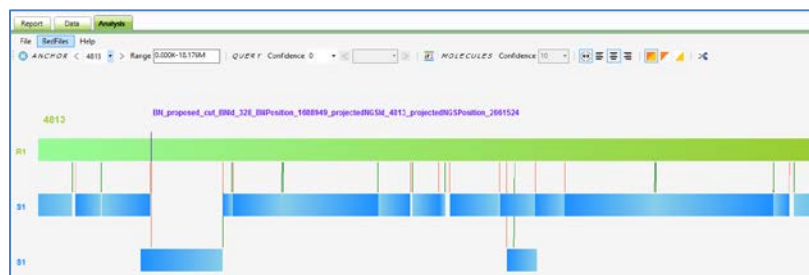 Report Data Analysis
File BedFiles Help
ANCHOR < 4813 > Range 0.000K-18.176M QUERY Confidence 0 < > MOLECULES Confidence 10
BN_proposed_cut_BNId_328_BNPosition_1688949_projectedNGSId_4813_projectedNGSPosition_2661524
4813
R1
S1
S1